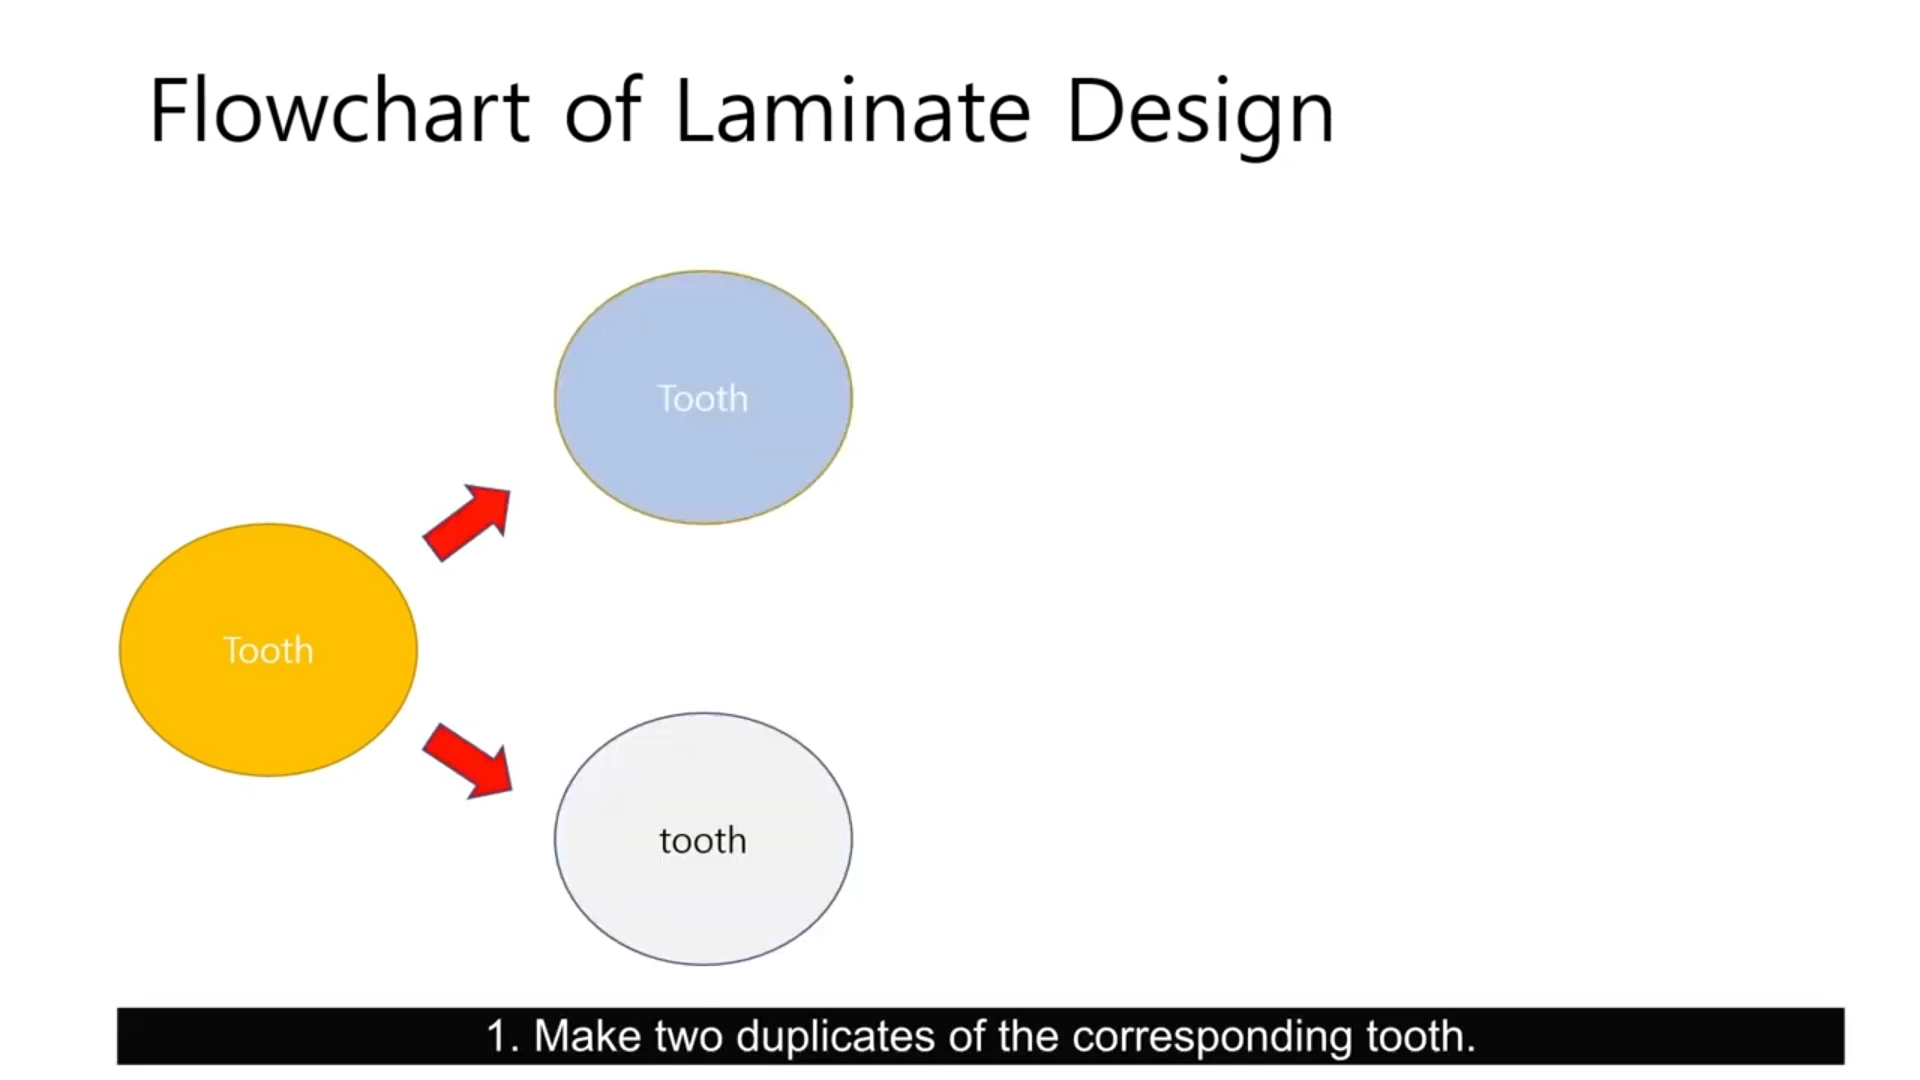 Flowchart of Laminate Design
Tooth
Tooth
tooth
1. Make two duplicates of the corresponding tooth.